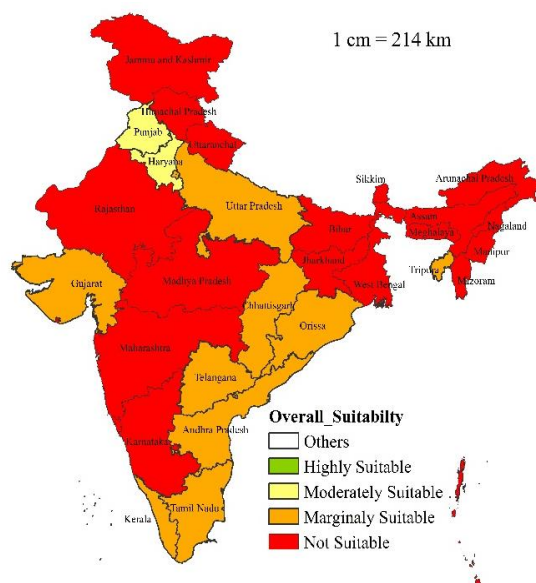 1 cm = 214 km
Jammu and Kashmir
Himachal Pradesh
Punjab
Uttaranchal
Haryana
Sikkim
Arunachal Pradesh
Rajasthan
Uttar Pradesh
Assam
Nagaland
Bihar
Meghalaya
Manipur
Jharkhand
Tripura
Mizoram
Gujarat
Madhya Pradesh
West Bengal
Chhattisgarh
Orissa
Maharashtra
Telangana
Andhra Pradesh
Karnataka
Kerala
Tamil Nadu
Overall_Suitabilty
Others
Highly Suitable
Moderately Suitable
Marginaly Suitable
Not Suitable